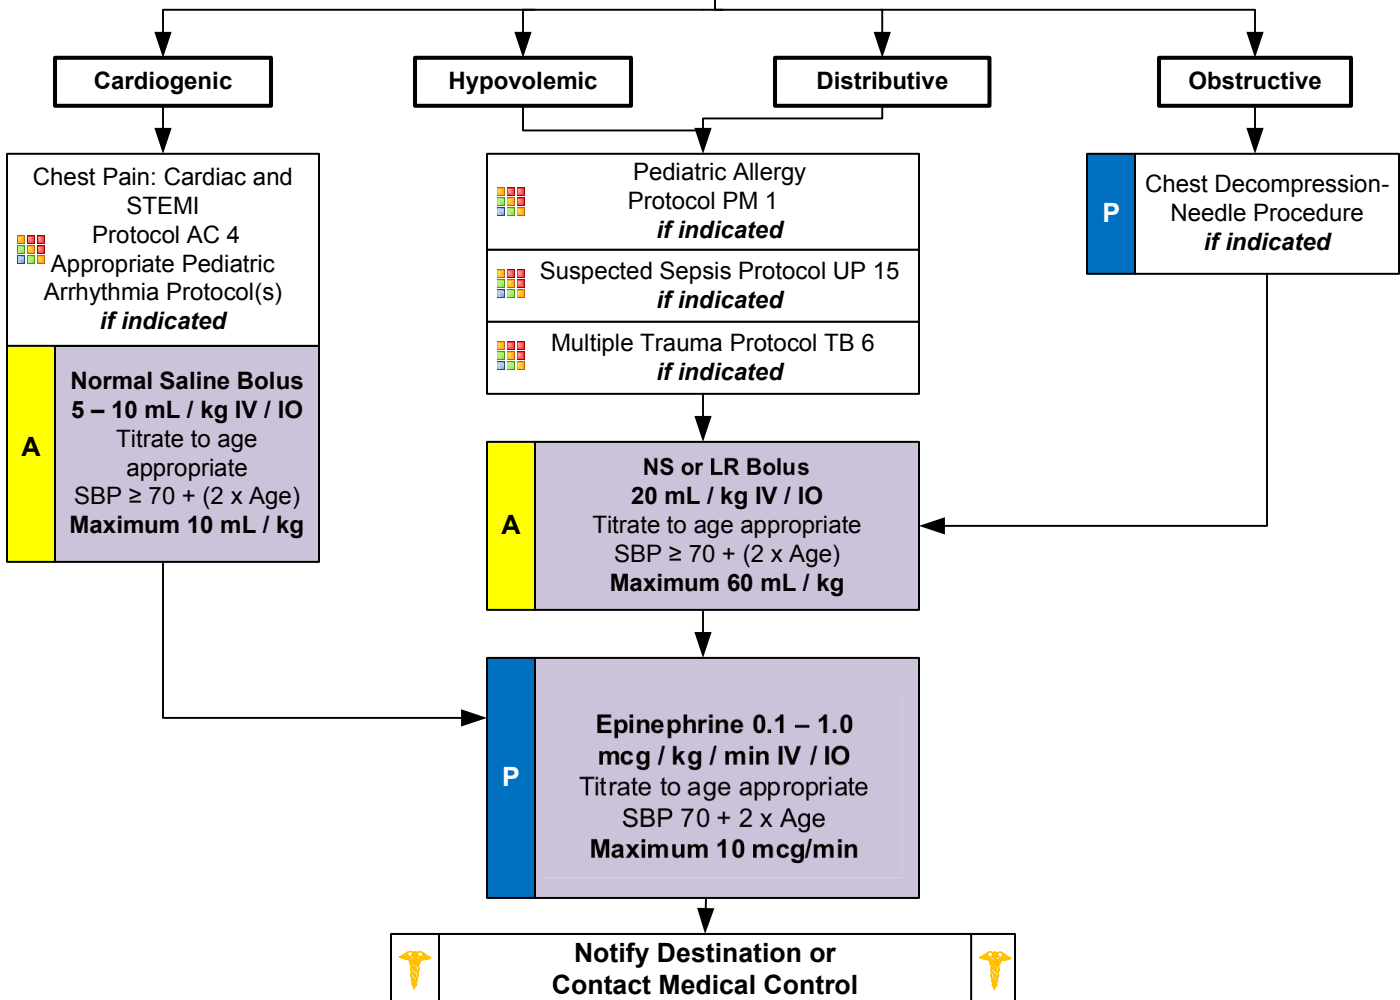 Cardiogenic
Hypovolemic
Distributive
Obstructive
Chest Pain: Cardiac and
STEMI
Protocol AC 4
Appropriate Pediatric
Arrhythmia Protocol(s)
if indicated
A
Normal Saline Bolus
5 – 10 mL / kg IV / IO
Titrate to age
appropriate
SBP ≥ 70 + (2 x Age)
Maximum 10 mL / kg
Pediatric Allergy
Protocol PM 1
if indicated
Suspected Sepsis Protocol UP 15
if indicated
Multiple Trauma Protocol TB 6
if indicated
P
Chest Decompression-
Needle Procedure
if indicated
A
NS or LR Bolus
20 mL / kg IV / IO
Titrate to age appropriate
SBP ≥ 70 + (2 x Age)
Maximum 60 mL / kg
P
Epinephrine 0.1 – 1.0
mcg / kg / min IV / IO
Titrate to age appropriate
SBP 70 + 2 x Age
Maximum 10 mcg/min
Notify Destination or
Contact Medical Control